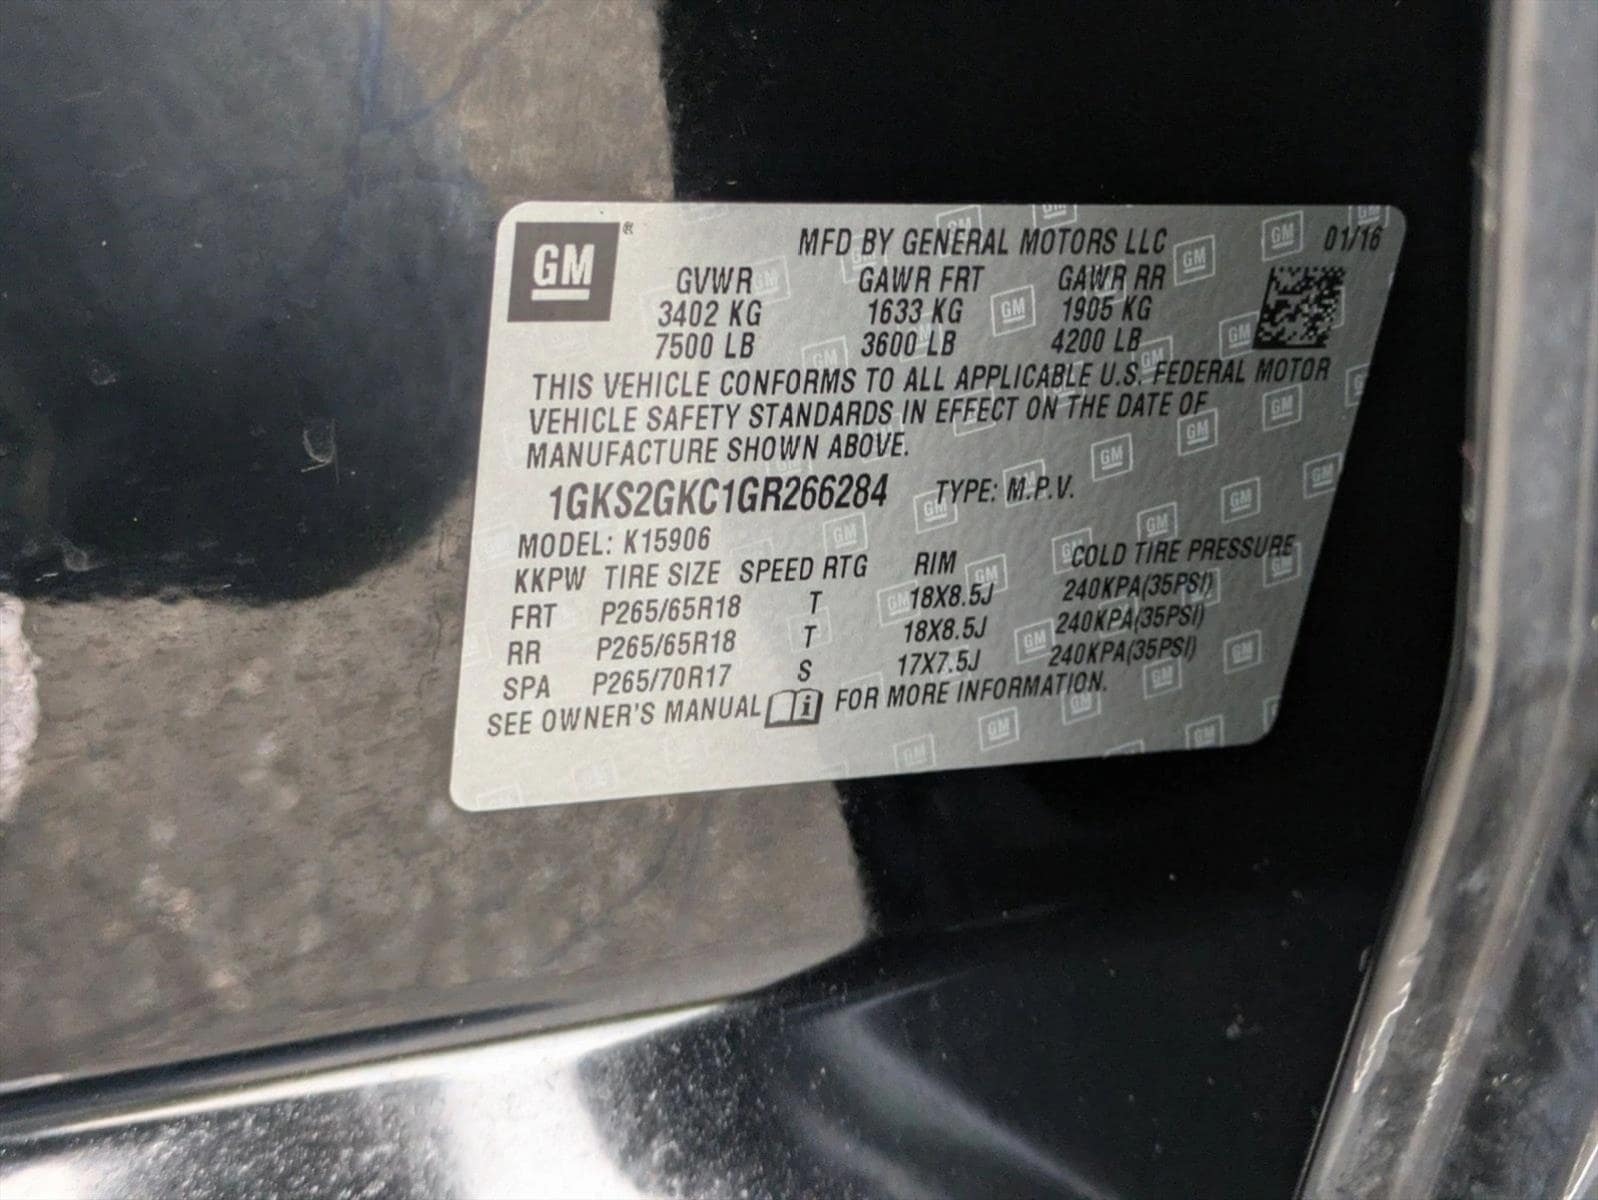 GM ®
MFD BY GENERAL MOTORS LLC 01/16
GVWR GAWR FRT GAWR RR
3402 KG 1633 KG 1905 KG
7500 LB 3600 LB 4200 LB
THIS VEHICLE CONFORMS TO ALL APPLICABLE U.S. FEDERAL MOTOR
VEHICLE SAFETY STANDARDS IN EFFECT ON THE DATE OF
MANUFACTURE SHOWN ABOVE.
1GKS2GKC1GR266284 TYPE: M.P.V.
MODEL: K15906
KKPW TIRE SIZE SPEED RTG RIM COLD TIRE PRESSURE
FRT P265/65R18 T 18X8.5J 240KPA(35PSI)
RR P265/65R18 T 18X8.5J 240KPA(35PSI)
SPA P265/70R17 S 17X7.5J 240KPA(35PSI)
SEE OWNER'S MANUAL i FOR MORE INFORMATION.